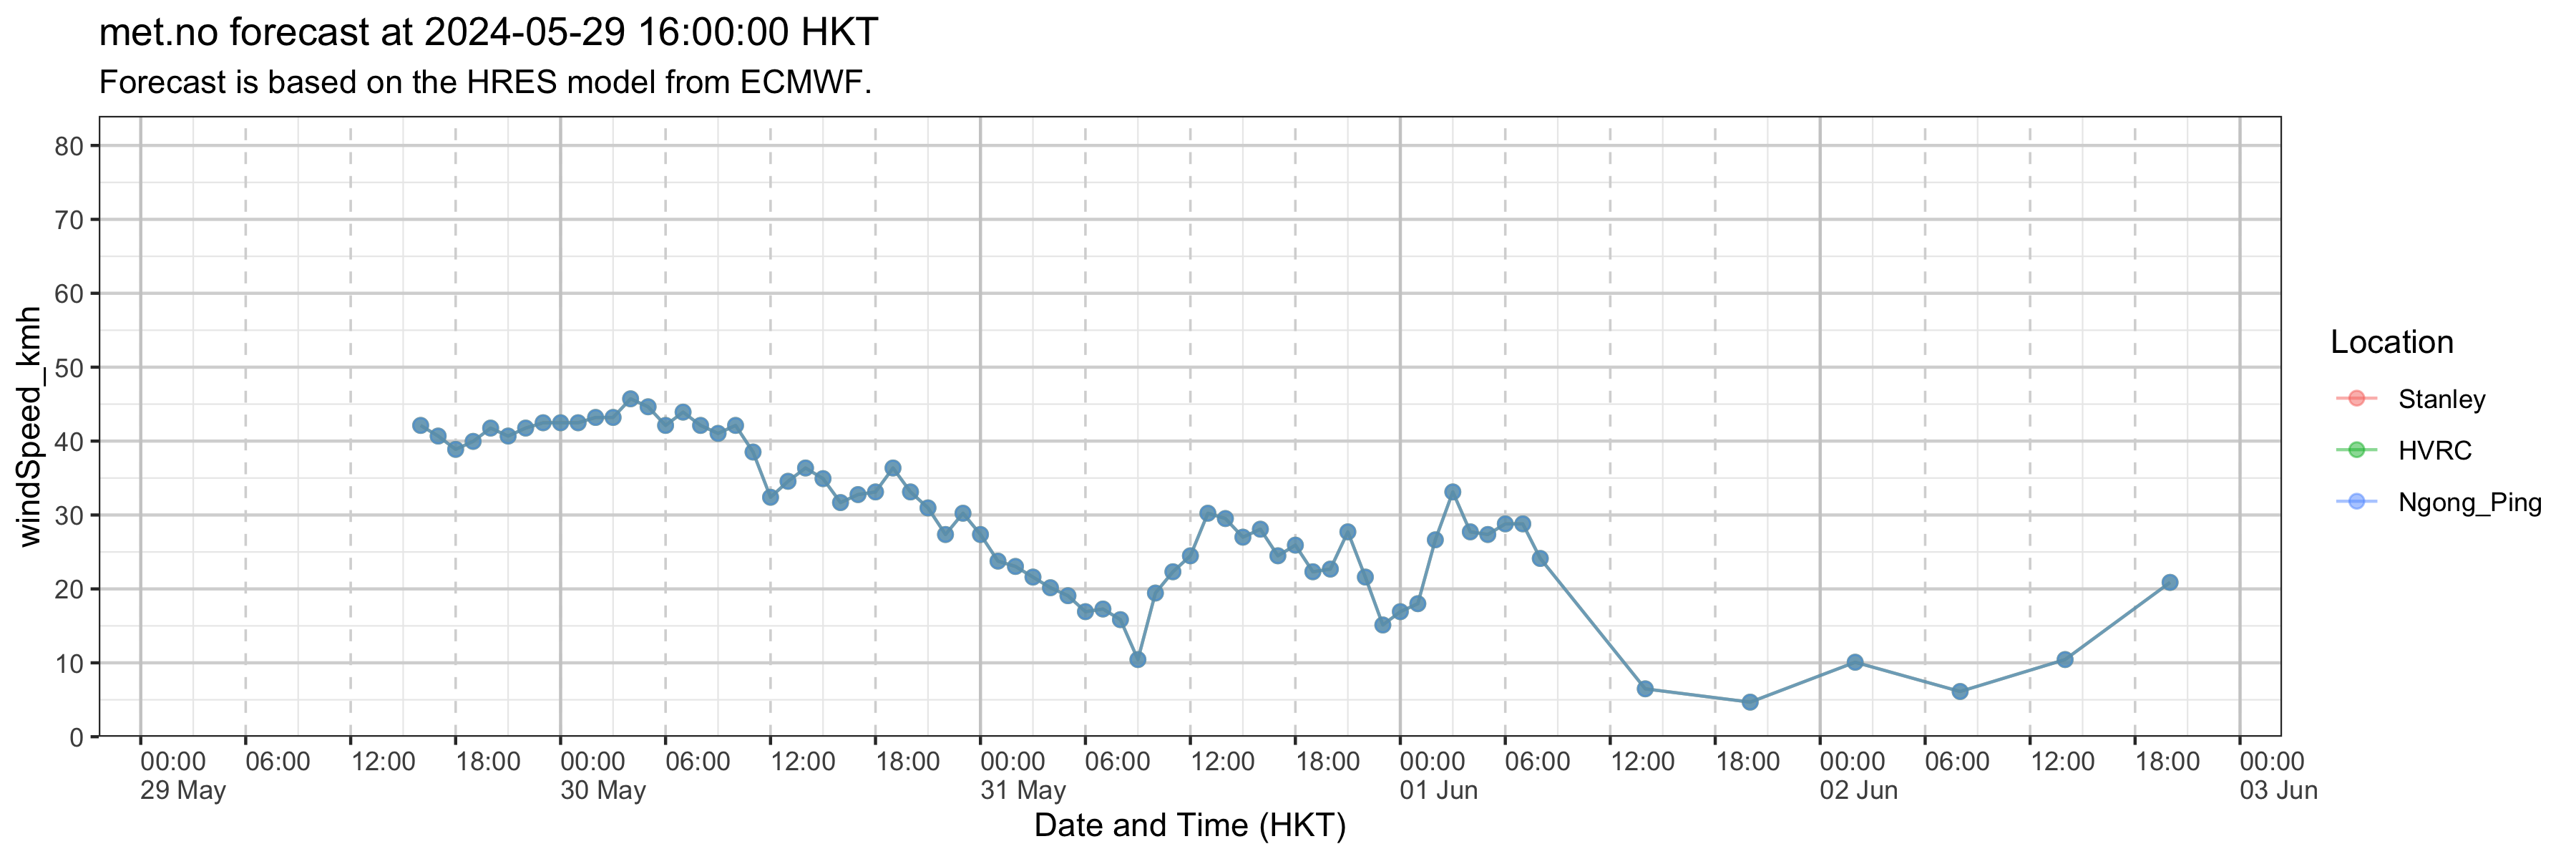 met.no forecast at 2024-05-29 16:00:00 HKT
Forecast is based on the HRES model from ECMWF.
windSpeed_kmh
80
70
60
50
40
30
20
10
0
00:00 06:00 12:00 18:00 00:00 06:00 12:00 18:00 00:00 06:00 12:00 18:00 00:00 06:00 12:00 18:00 00:00 06:00 12:00 18:00 00:00
29 May 30 May 31 May 01 Jun 02 Jun 03 Jun
Date and Time (HKT)
Location
Stanley
HVRC
Ngong_Ping